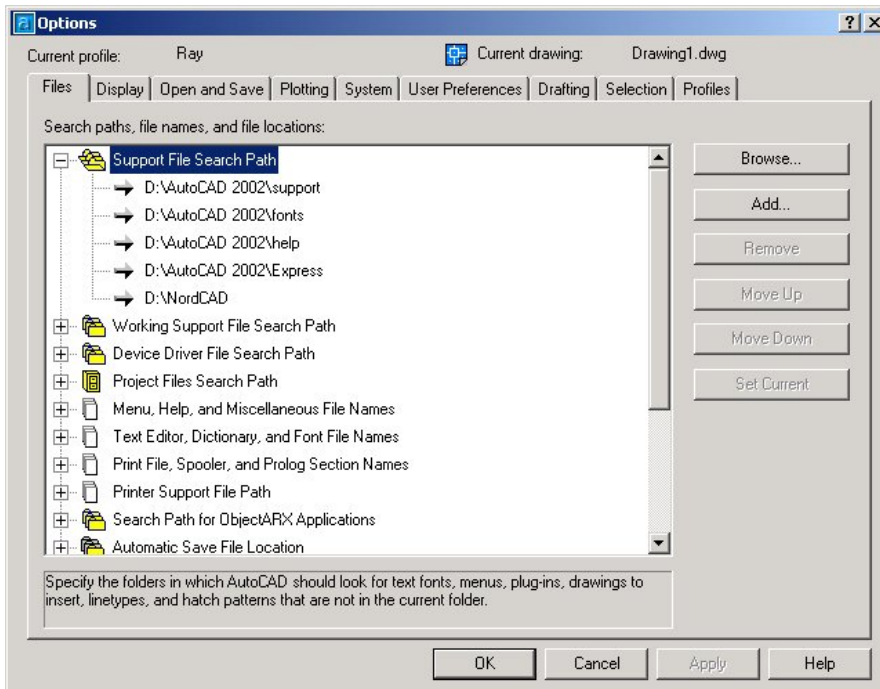 Options
Current profile: Ray Current drawing: Drawing1.dwg
Files Display Open and Save Plotting System User Preferences Drafting Selection Profiles
Search paths, file names, and file locations:
Support File Search Path
D:\AutoCAD 2002\support
D:\AutoCAD 2002\fonts
D:\AutoCAD 2002\help
D:\AutoCAD 2002\Express
D:\NordCAD
Working Support File Search Path
Device Driver File Search Path
Project Files Search Path
Menu, Help, and Miscellaneous File Names
Text Editor, Dictionary, and Font File Names
Print File, Spooler, and Prolog Section Names
Printer Support File Path
Search Path for ObjectARX Applications
Automatic Save File Location
Browse...
Add...
Remove
Move Up
Move Down
Set Current
Specify the folders in which AutoCAD should look for text fonts, menus, plug-ins, drawings to
insert, linetypes, and hatch patterns that are not in the current folder.
OK Cancel Apply Help